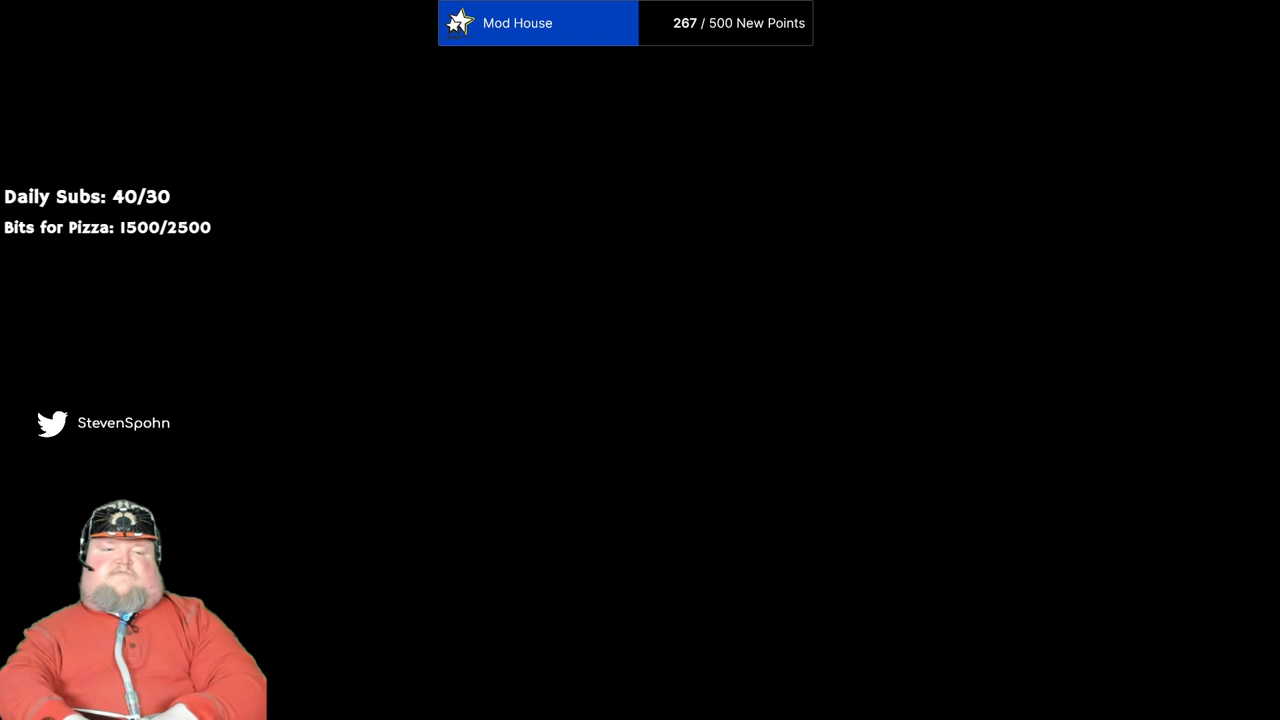 Mod House 267 / 500 New Points
Daily Subs: 40/30
Bits for Pizza: 1500/2500
StevenSpohn